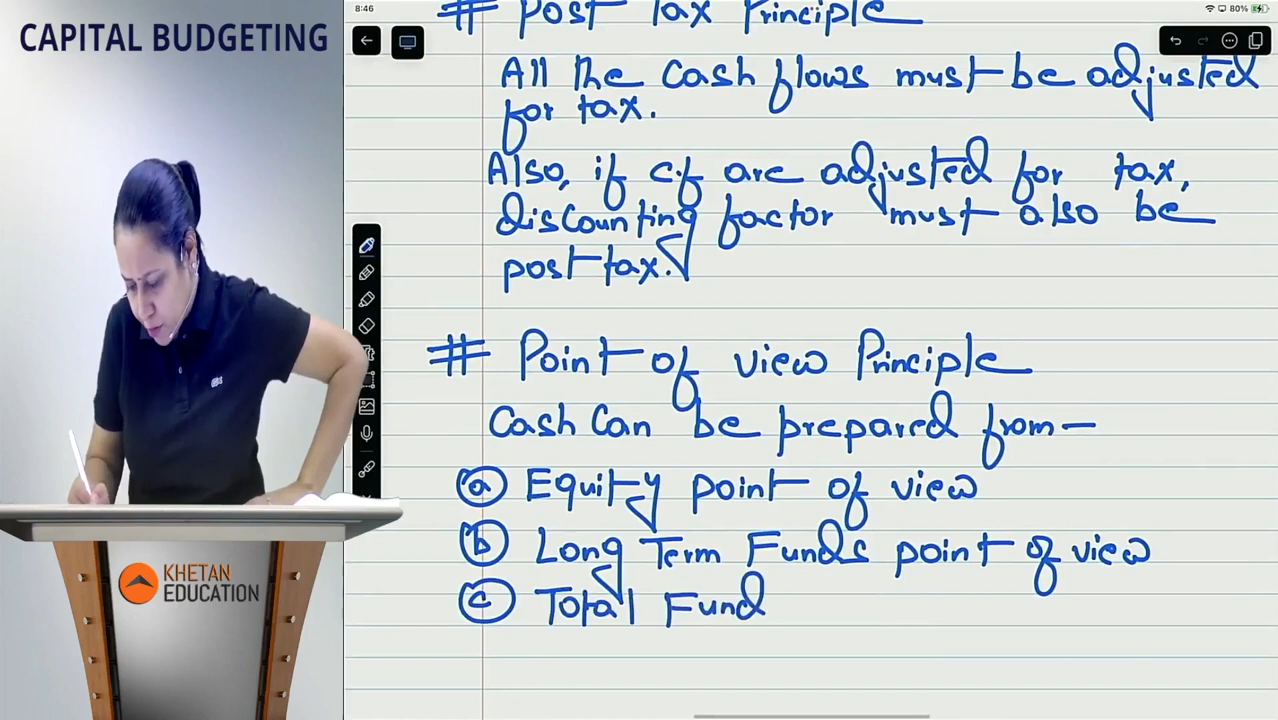 CAPITAL BUDGETING
8:46
80%
# Post Tax Principle
All the cash flows must be adjusted
for tax.
Also, if c.f are adjusted for tax,
discounting factor must also be
post tax.
# Point of view Principle
Cash Can be prepared from —
(a) Equity point of view
(b) Long Term Funds point of view
(c) Total Fund
KHETAN
EDUCATION